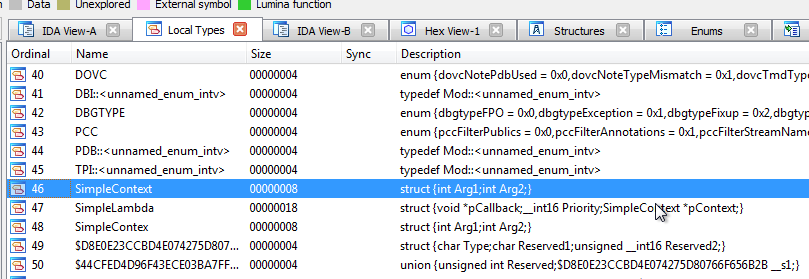 Data Unexplored External symbol Lumina function
IDA View-A Local Types IDA View-B Hex View-1 Structures Enums
Ordinal Name Size Sync Description
40 DOVC 00000004 enum {dovcNotePdbUsed = 0x0,dovcNoteTypeMismatch = 0x1,dovcTmdTy
41 DBI::<unnamed_enum_intv> 00000004 typedef Mod::<unnamed_enum_intv>
42 DBGTYPE 00000004 enum {dbgtypeFPO = 0x0,dbgtypeException = 0x1,dbgtypeFixup = 0x2,dbgty
43 PCC 00000004 enum {pccFilterPublics = 0x0,pccFilterAnnotations = 0x1,pccFilterStreamNam
44 PDB::<unnamed_enum_intv> 00000004 typedef Mod::<unnamed_enum_intv>
45 TPI::<unnamed_enum_intv> 00000004 typedef Mod::<unnamed_enum_intv>
46 SimpleContext 00000008 struct {int Arg1;int Arg2;}
47 SimpleLambda 00000018 struct {void *pCallback;__int16 Priority;SimpleContext *pContext;}
48 SimpleContex 00000008 struct {int Arg1;int Arg2;}
49 $D8E0E23CCBD4E074275D807... 00000004 struct {char Type;char Reserved1;unsigned __int16 Reserved2;}
50 $44CFED4D96F43ECE03BA7FF... 00000004 union {unsigned int Reserved;$D8E0E23CCBD4E074275D80766F656B2B __s1;}